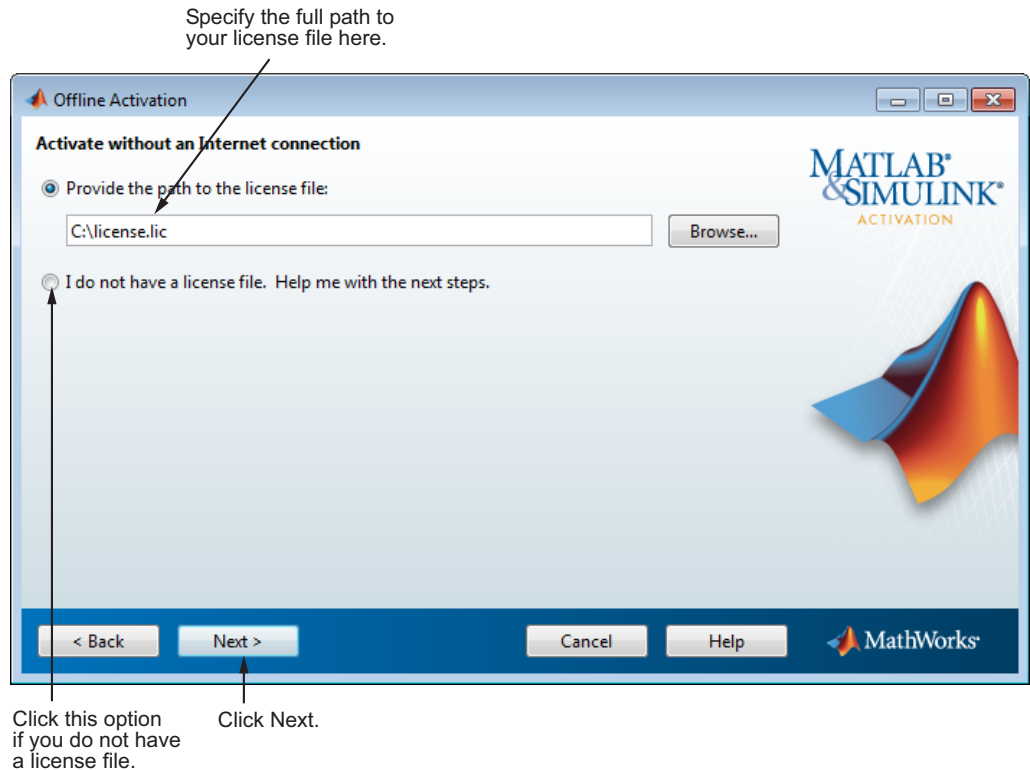 Specify the full path to
your license file here.
Offline Activation
Activate without an Internet connection
MATLAB®
&SIMULINK®
ACTIVATION
Provide the path to the license file:
C:\license.lic
Browse...
I do not have a license file. Help me with the next steps.
< Back
Next >
Cancel
Help
MathWorks®
Click this option
if you do not have
a license file.
Click Next.